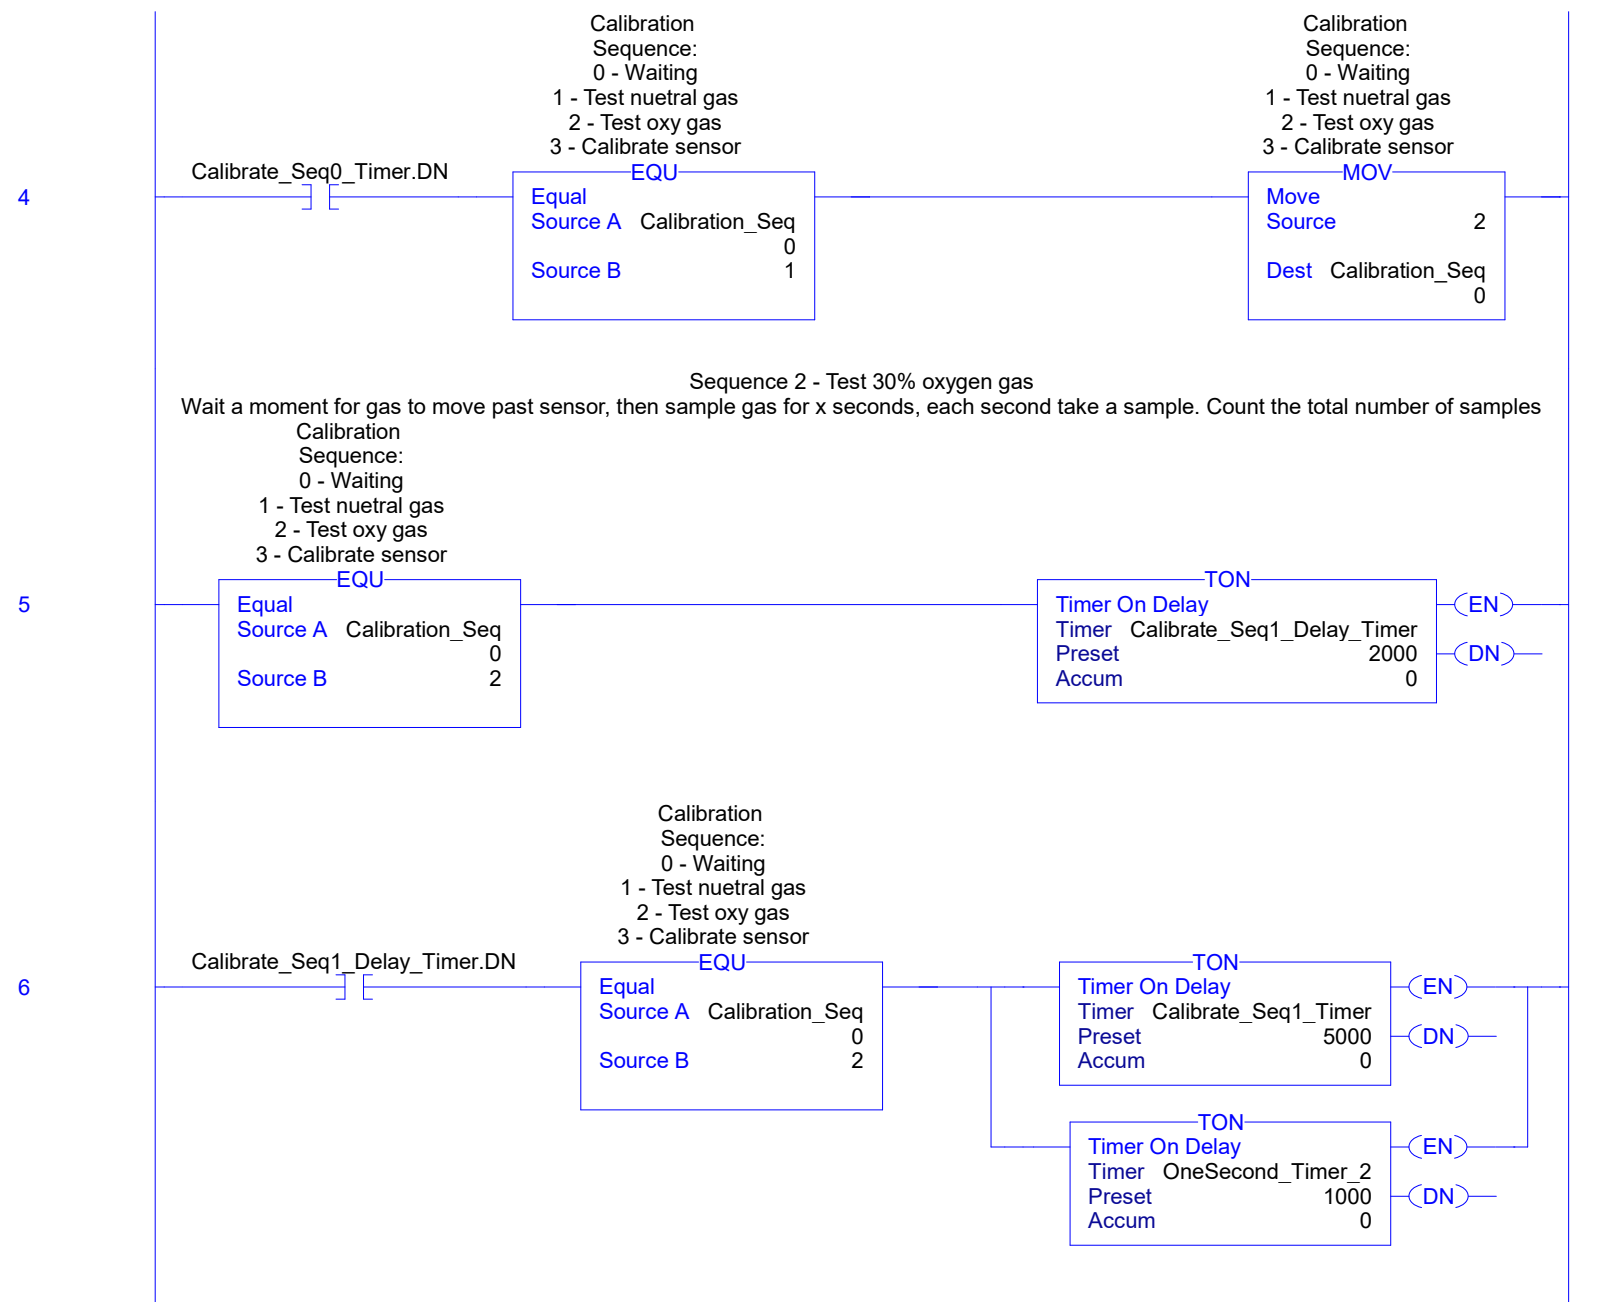 Calibration
Sequence:
0 - Waiting
1 - Test nuetral gas
2 - Test oxy gas
3 - Calibrate sensor
Calibration
Sequence:
0 - Waiting
1 - Test nuetral gas
2 - Test oxy gas
3 - Calibrate sensor
4
Calibrate_Seq0_Timer.DN
EQU
Equal
Source A Calibration_Seq
0
Source B 1
MOV
Move
Source 2
Dest Calibration_Seq
0
Sequence 2 - Test 30% oxygen gas
Wait a moment for gas to move past sensor, then sample gas for x seconds, each second take a sample. Count the total number of samples
Calibration
Sequence:
0 - Waiting
1 - Test nuetral gas
2 - Test oxy gas
3 - Calibrate sensor
5
EQU
Equal
Source A Calibration_Seq
0
Source B 2
TON
Timer On Delay
Timer Calibrate_Seq1_Delay_Timer
Preset 2000
Accum 0
EN
DN
Calibration
Sequence:
0 - Waiting
1 - Test nuetral gas
2 - Test oxy gas
3 - Calibrate sensor
6
Calibrate_Seq1_Delay_Timer.DN
EQU
Equal
Source A Calibration_Seq
0
Source B 2
TON
Timer On Delay
Timer Calibrate_Seq1_Timer
Preset 5000
Accum 0
EN
DN
TON
Timer On Delay
Timer OneSecond_Timer_2
Preset 1000
Accum 0
EN
DN